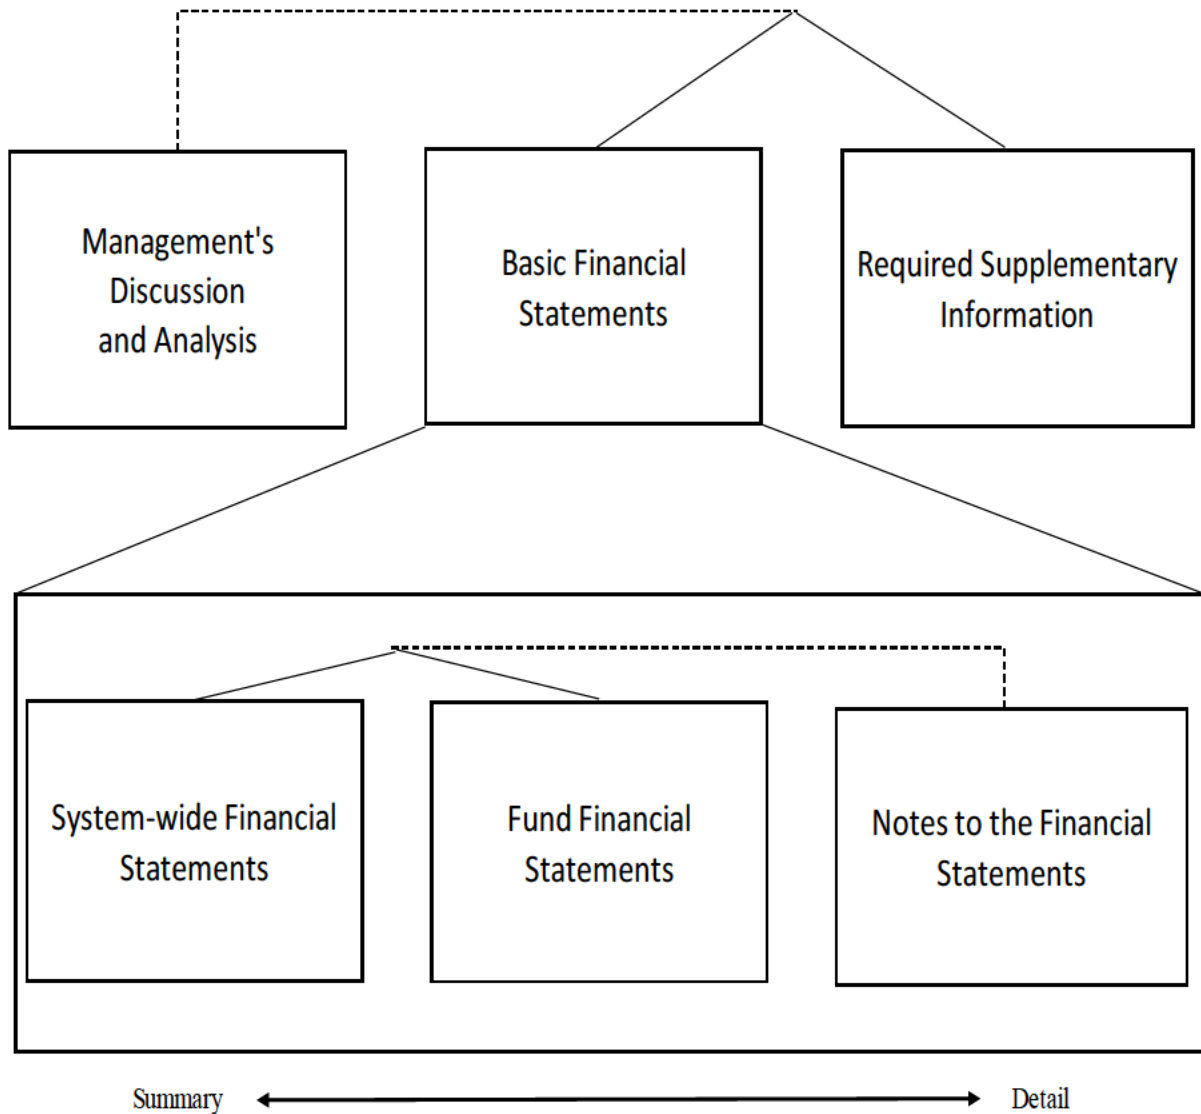 Management's
Discussion
and Analysis
Basic Financial
Statements
Required Supplementary
Information
System-wide Financial
Statements
Fund Financial
Statements
Notes to the Financial
Statements
Summary
Detail